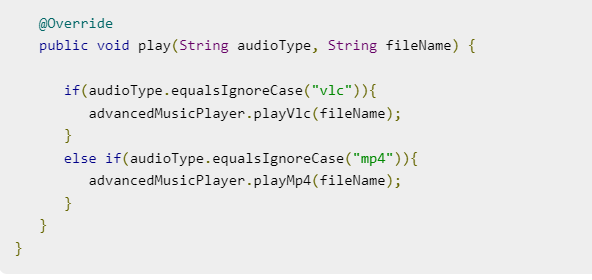 @Override
public void play(String audioType, String fileName) {
if(audioType.equalsIgnoreCase("vlc")){
advancedMusicPlayer.playVlc(fileName);
}
else if(audioType.equalsIgnoreCase("mp4")){
advancedMusicPlayer.playMp4(fileName);
}
}
}